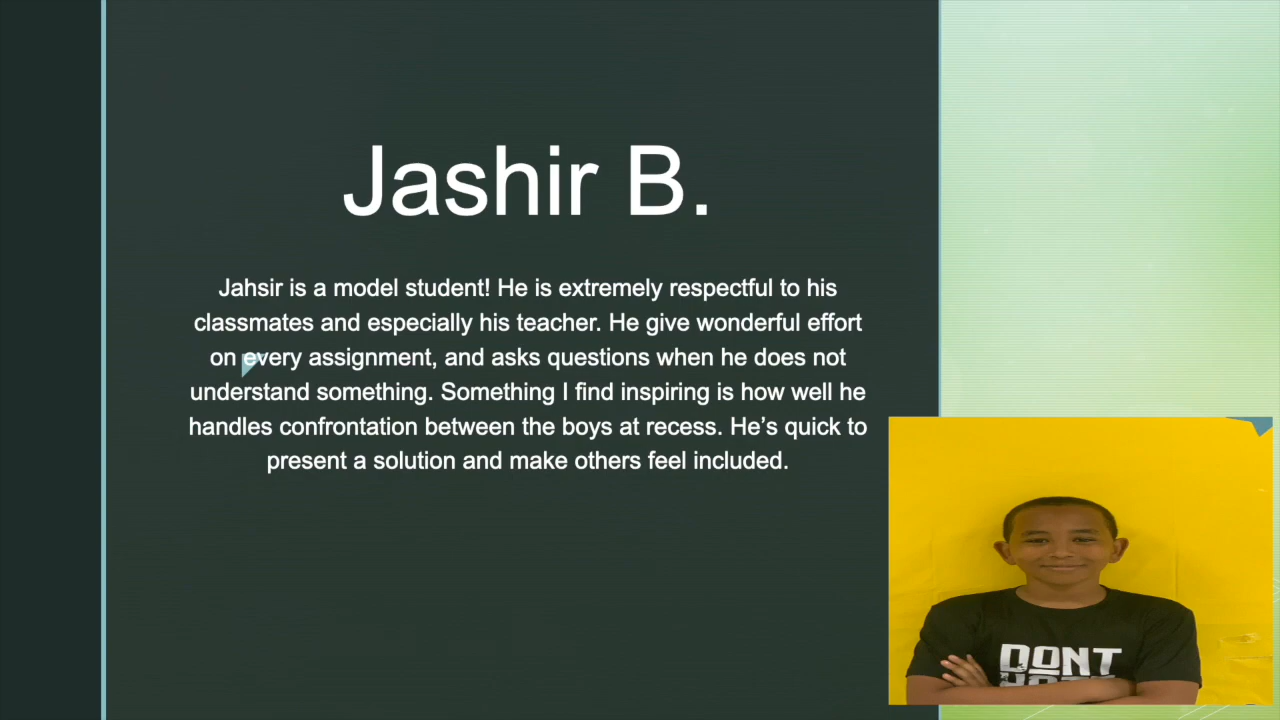 Jashir B.
Jahsir is a model student! He is extremely respectful to his
classmates and especially his teacher. He give wonderful effort
on every assignment, and asks questions when he does not
understand something. Something I find inspiring is how well he
handles confrontation between the boys at recess. He’s quick to
present a solution and make others feel included.
DONT